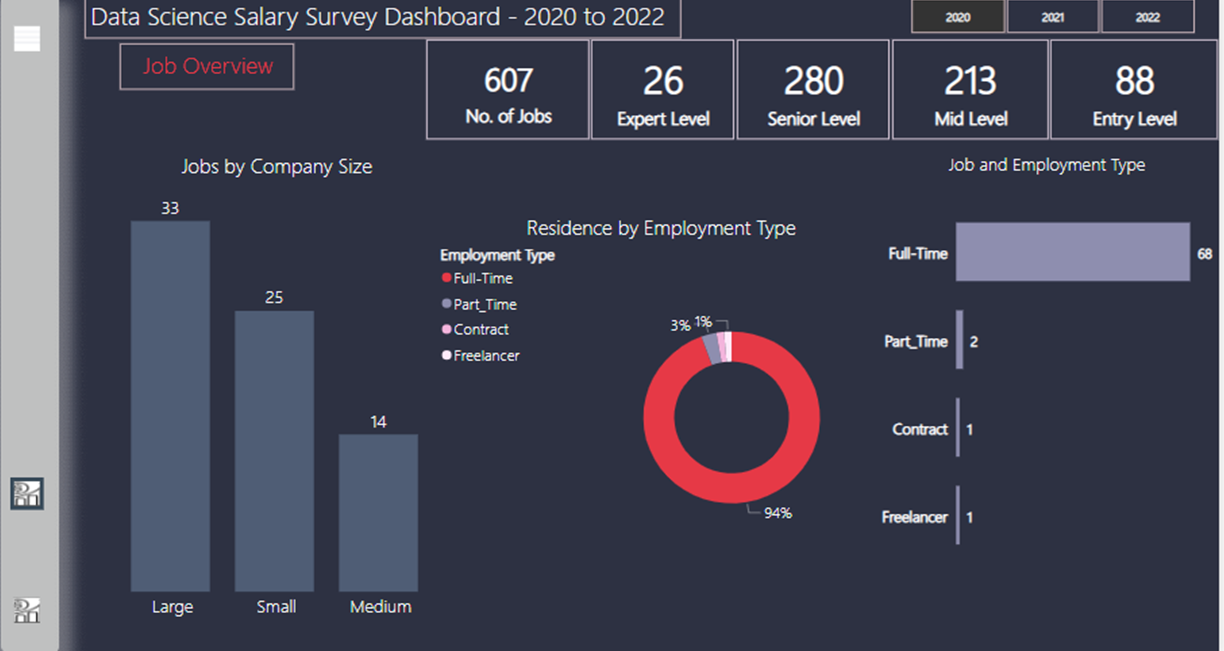 Data Science Salary Survey Dashboard - 2020 to 2022
2020
2021
2022
Job Overview
607
No. of Jobs
26
Expert Level
280
Senior Level
213
Mid Level
88
Entry Level
Jobs by Company Size
33
25
14
Large
Small
Medium
Residence by Employment Type
Employment Type
Full-Time
Part_Time
Contract
Freelancer
3%
1%
94%
Job and Employment Type
Full-Time
68
Part_Time
2
Contract
1
Freelancer
1